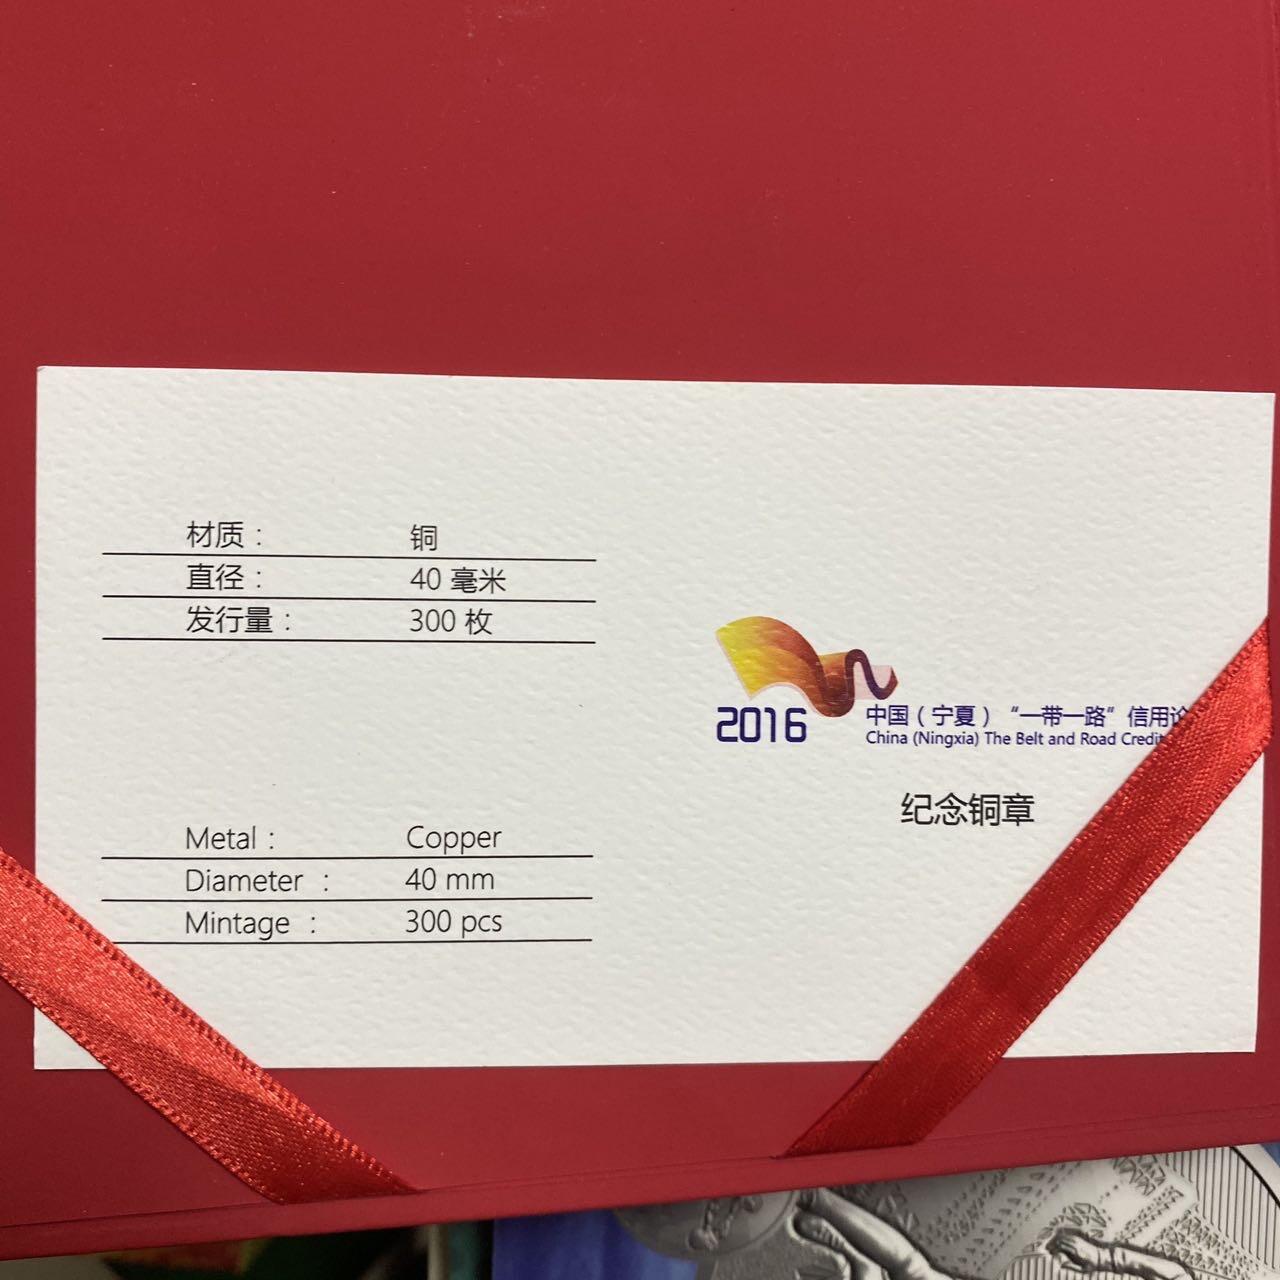 材质： 铜
直径： 40 毫米
发行量： 300 枚
2016 中国（宁夏）“一带一路”信用论
China (Ningxia) The Belt and Road Credit
纪念铜章
Metal： Copper
Diameter： 40 mm
Mintage： 300 pcs